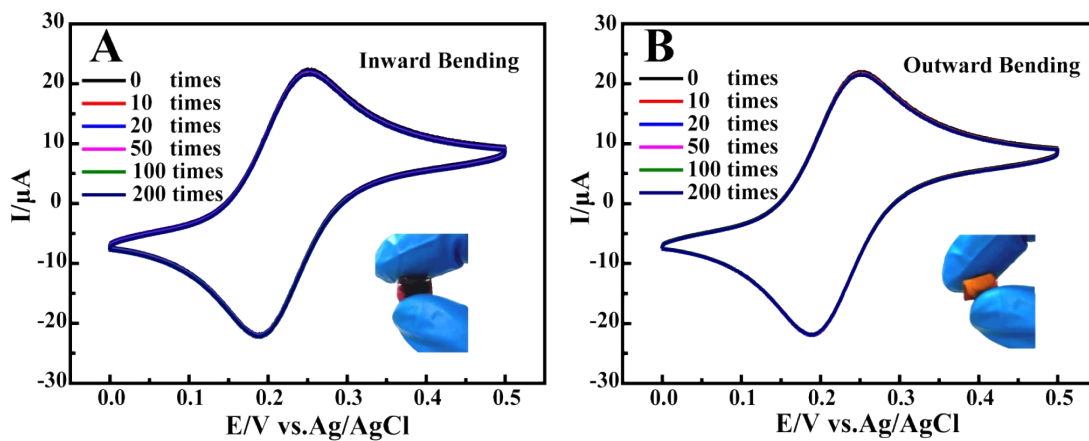 A
Inward Bending
0 times
10 times
20 times
50 times
100 times
200 times
30
20
10
0
-10
-20
-30
I/μA
0.0 0.1 0.2 0.3 0.4 0.5
E/V vs.Ag/AgCl
B
Outward Bending
0 times
10 times
20 times
50 times
100 times
200 times
30
20
10
0
-10
-20
-30
I/μA
0.0 0.1 0.2 0.3 0.4 0.5
E/V vs.Ag/AgCl